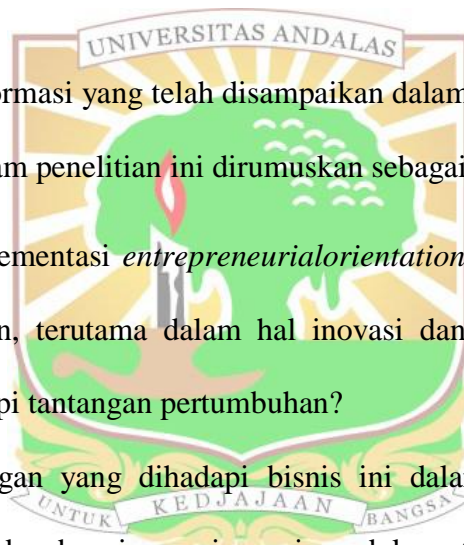 UNIVERSITAS ANDALAS
ormasi yang telah disampaikan dalam
am penelitian ini dirumuskan sebagai
ementasi entrepreneurialorientation
n, terutama dalam hal inovasi dan
pi tantangan pertumbuhan?
gan yang dihadapi bisnis ini dala
UNTUK KEDJAJAAN BANGSA